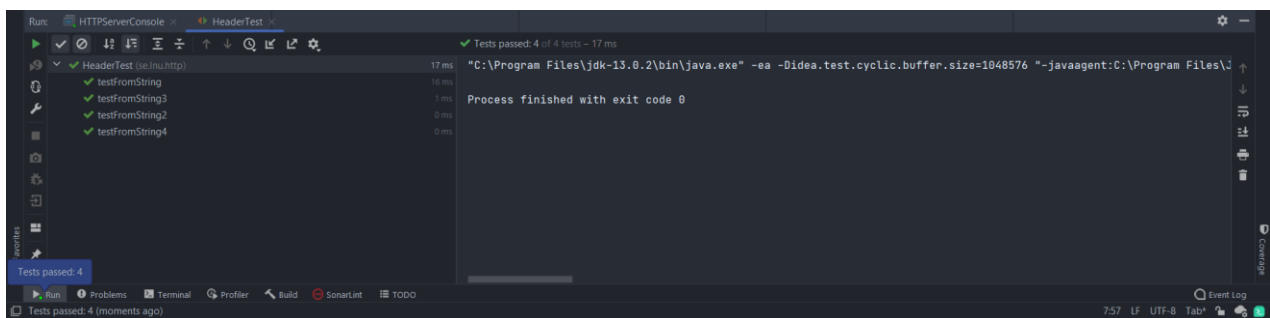 Run: HTTPServerConsole × HeaderTest ×
Tests passed: 4 of 4 tests – 17 ms
HeaderTest (se.lnu.http) 17 ms
testFromString 16 ms
testFromString3 1 ms
testFromString2 0 ms
testFromString4 0 ms
"C:\Program Files\jdk-13.0.2\bin\java.exe" -ea -Didea.test.cyclic.buffer.size=1048576 "-javaagent:C:\Program Files\J
Process finished with exit code 0
Coverage
Tests passed: 4
Run Problems Terminal Profiler Build SonarLint TODO Event Log
Tests passed: 4 (moments ago) 7:57 LF UTF-8 Tab*